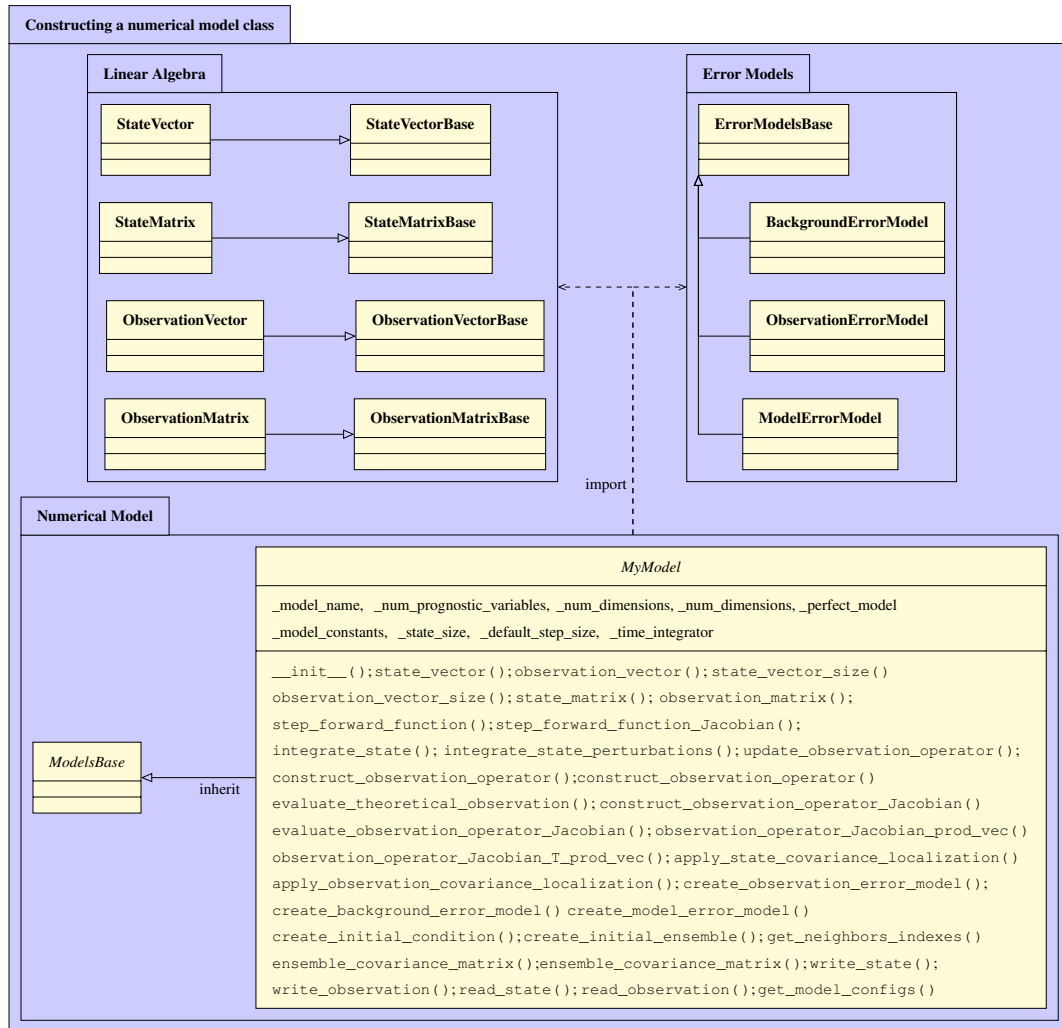 Constructing a numerical model class
Linear Algebra
Error Models
StateVector
StateVectorBase
ErrorModelsBase
StateMatrix
StateMatrixBase
BackgroundErrorModel
ObservationVector
ObservationVectorBase
ObservationErrorModel
ObservationMatrix
ObservationMatrixBase
ModelErrorModel
import
Numerical Model
MyModel
_model_name, _num_prognostic_variables, _num_dimensions, _num_dimensions, _perfect_model
_model_constants, _state_size, _default_step_size, _time_integrator
__init__();state_vector();observation_vector();state_vector_size()
observation_vector_size();state_matrix(); observation_matrix();
step_forward_function();step_forward_function_Jacobian();
integrate_state(); integrate_state_perturbations();update_observation_operator();
construct_observation_operator();construct_observation_operator()
evaluate_theoretical_observation();construct_observation_operator_Jacobian()
evaluate_observation_operator_Jacobian();observation_operator_Jacobian_prod_vec()
observation_operator_Jacobian_T_prod_vec();apply_state_covariance_localization()
apply_observation_covariance_localization();create_observation_error_model();
create_background_error_model() create_model_error_model()
create_initial_condition();create_initial_ensemble();get_neighbors_indexes()
ensemble_covariance_matrix();ensemble_covariance_matrix();write_state();
write_observation();read_state();read_observation();get_model_configs()
ModelsBase
inherit